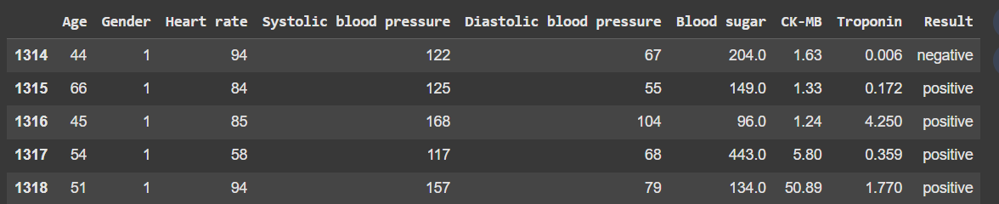 Age Gender Heart rate Systolic blood pressure Diastolic blood pressure Blood sugar CK-MB Troponin Result
1314 44 1 94 122 67 204.0 1.63 0.006 negative
1315 66 1 84 125 55 149.0 1.33 0.172 positive
1316 45 1 85 168 104 96.0 1.24 4.250 positive
1317 54 1 58 117 68 443.0 5.80 0.359 positive
1318 51 1 94 157 79 134.0 50.89 1.770 positive